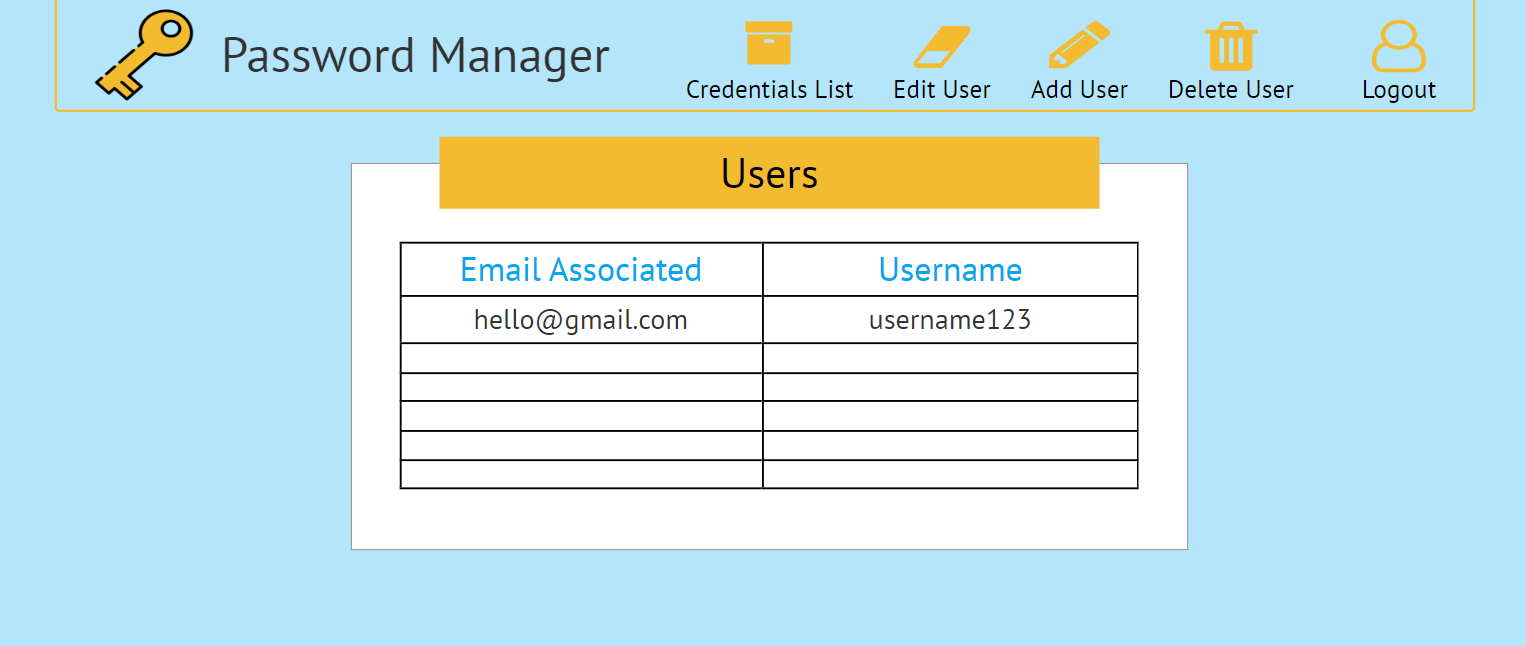 Password Manager
Credentials List Edit User Add User Delete User Logout
Users
Email Associated Username
hello@gmail.com username123